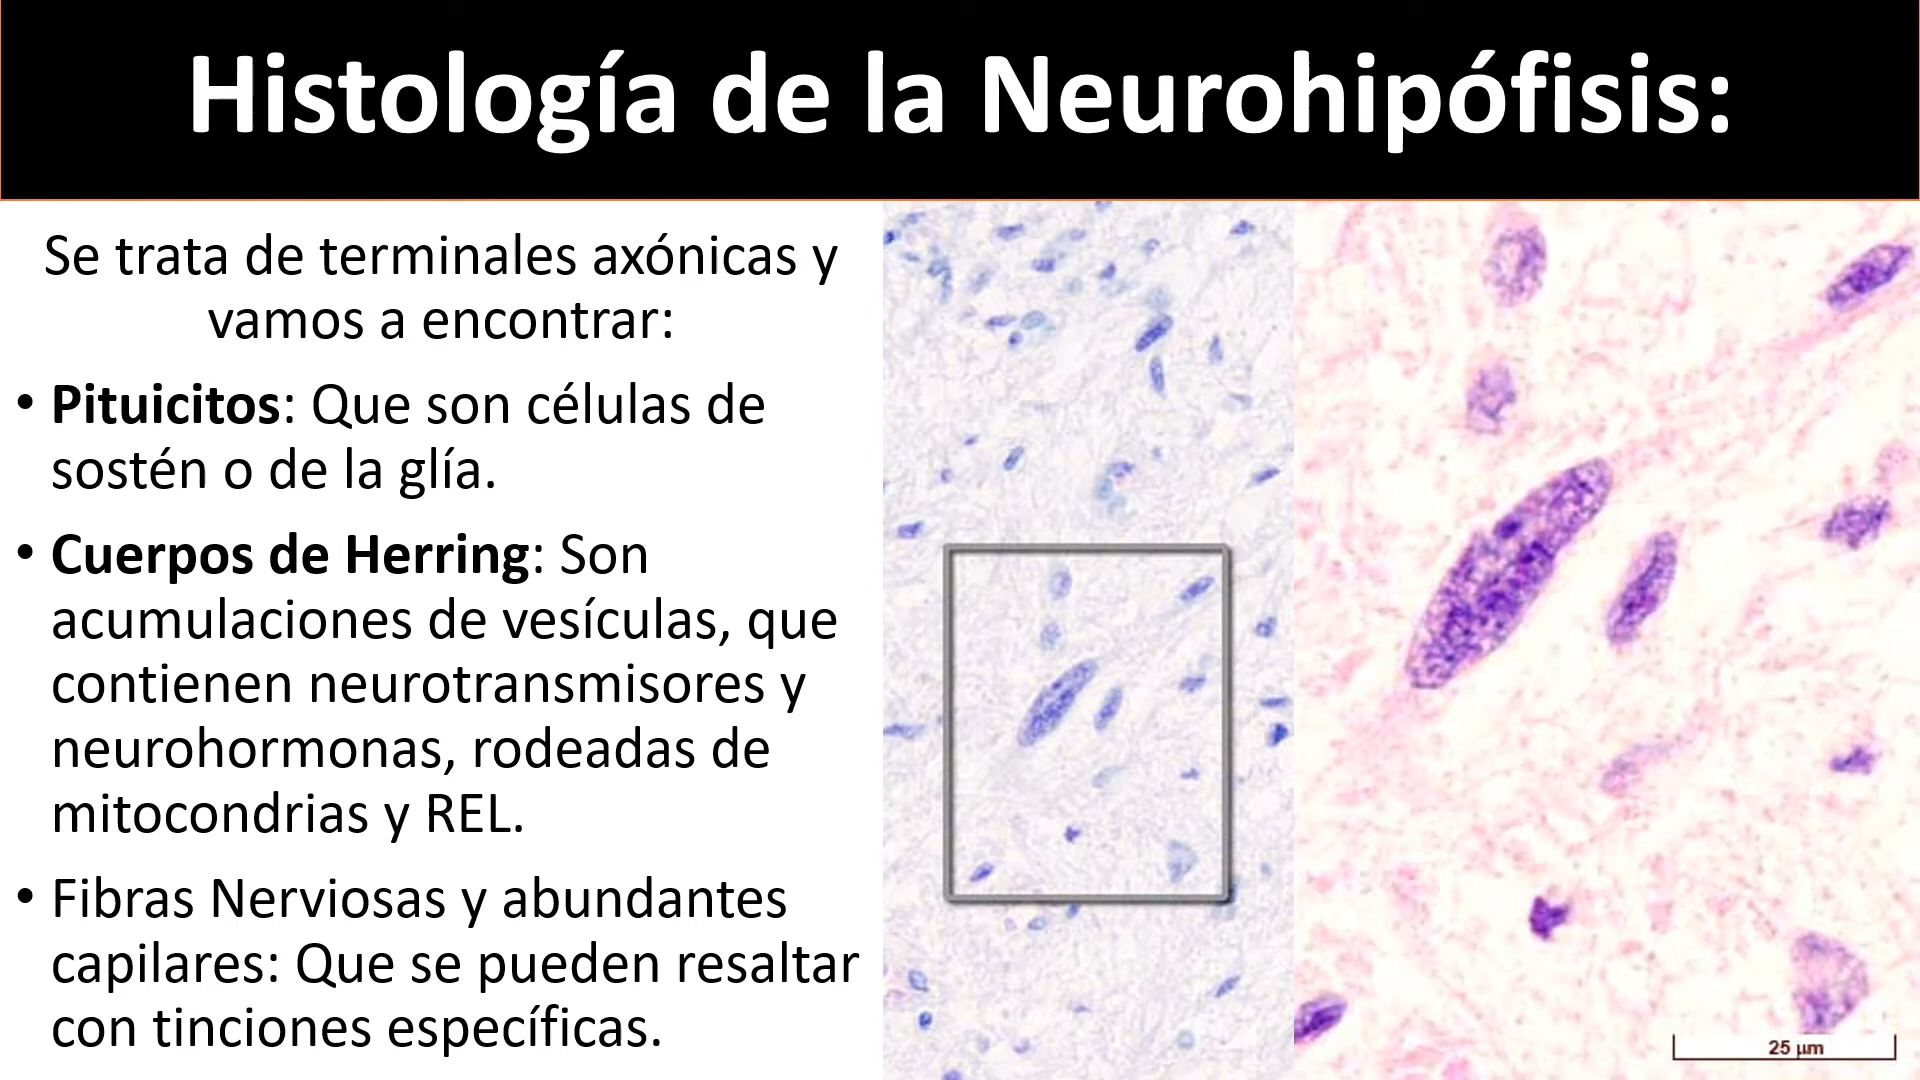 Histología de la Neurohipófisis:
Se trata de terminales axónicas y
vamos a encontrar:
• Pituicitos: Que son células de
sostén o de la glía.
• Cuerpos de Herring: Son
acumulaciones de vesículas, que
contienen neurotransmisores y
neurohormonas, rodeadas de
mitocondrias y REL.
• Fibras Nerviosas y abundantes
capilares: Que se pueden resaltar
con tinciones específicas.
25 µm